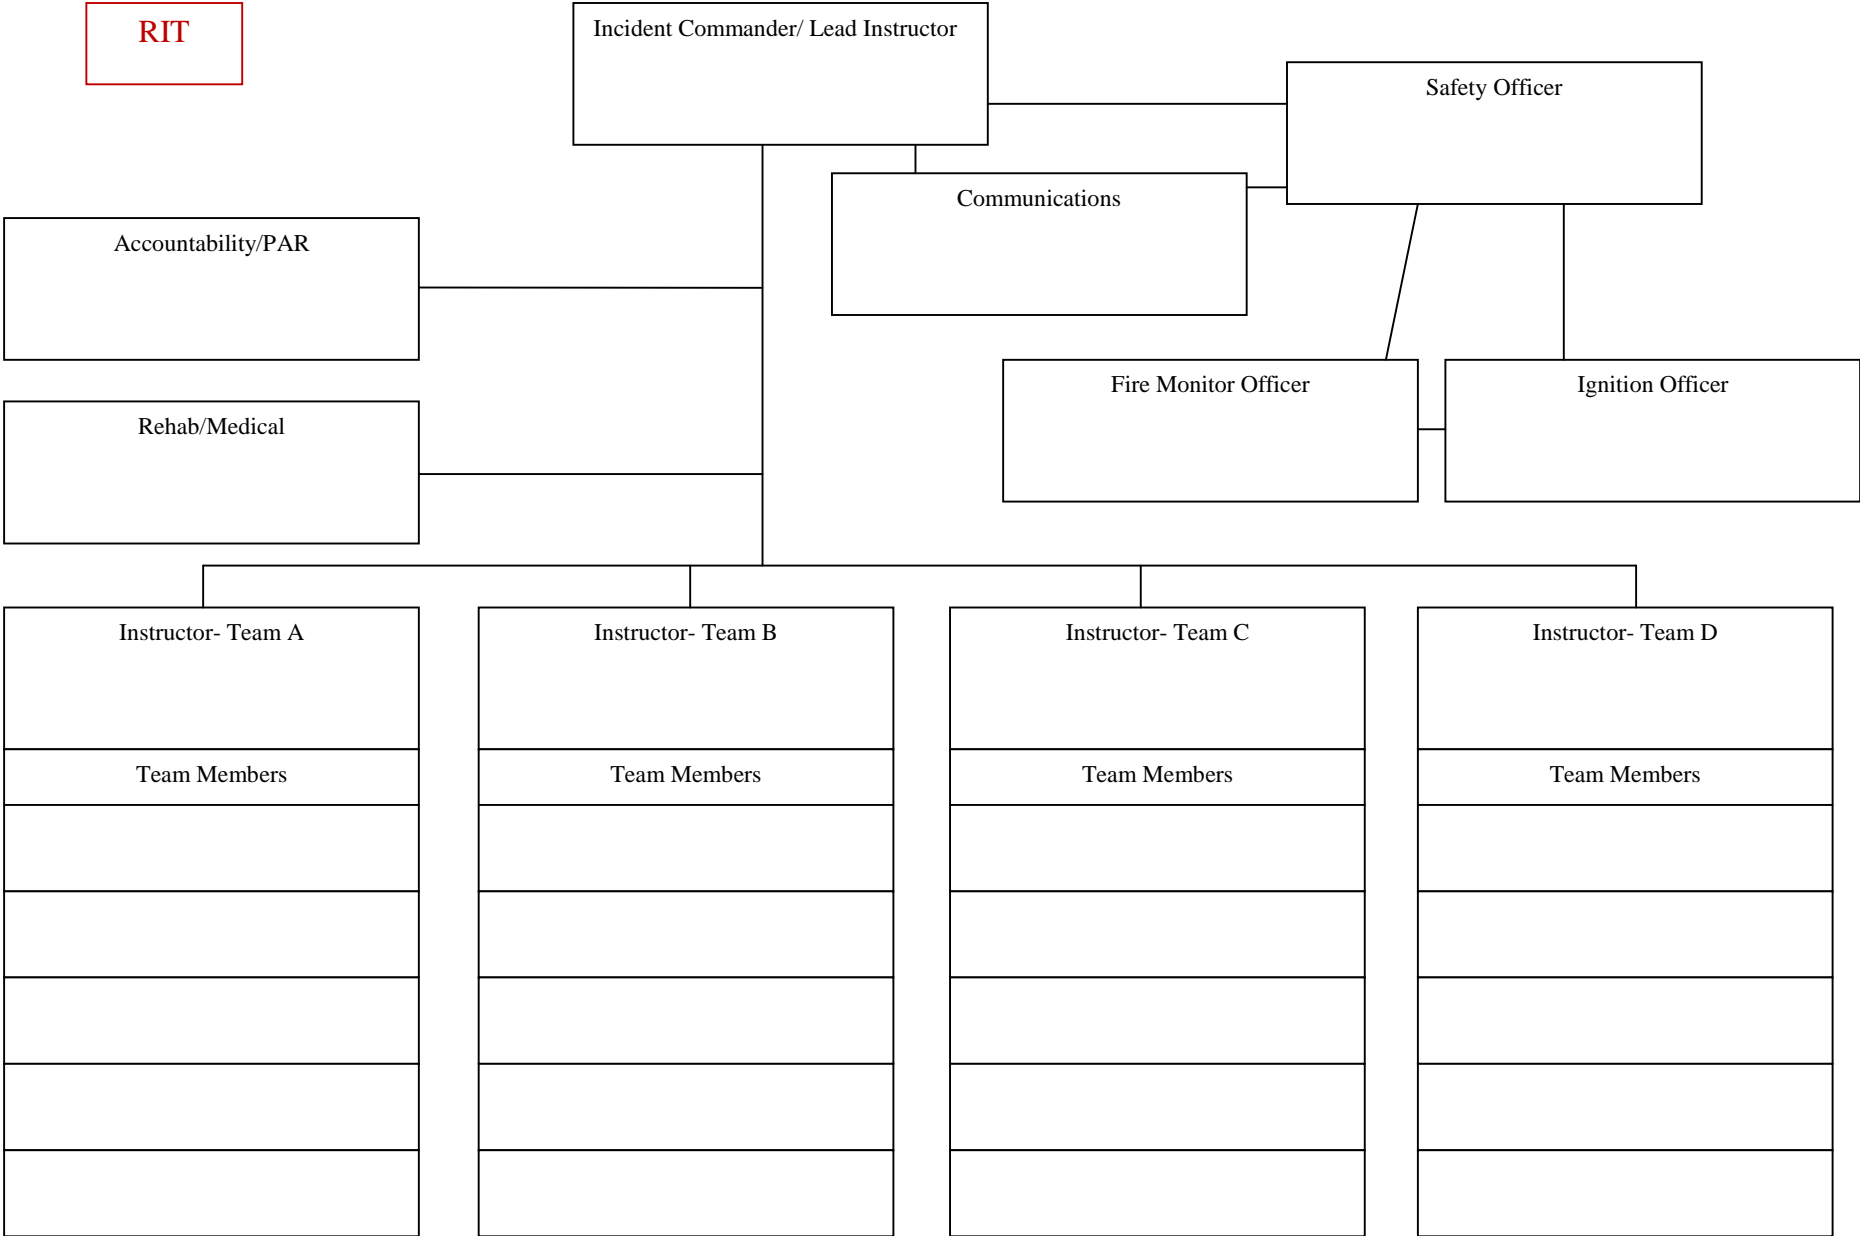 RIT
Incident Commander/ Lead Instructor
Safety Officer
Communications
Accountability/PAR
Fire Monitor Officer
Ignition Officer
Rehab/Medical
Instructor- Team A
Instructor- Team B
Instructor- Team C
Instructor- Team D
Team Members
Team Members
Team Members
Team Members